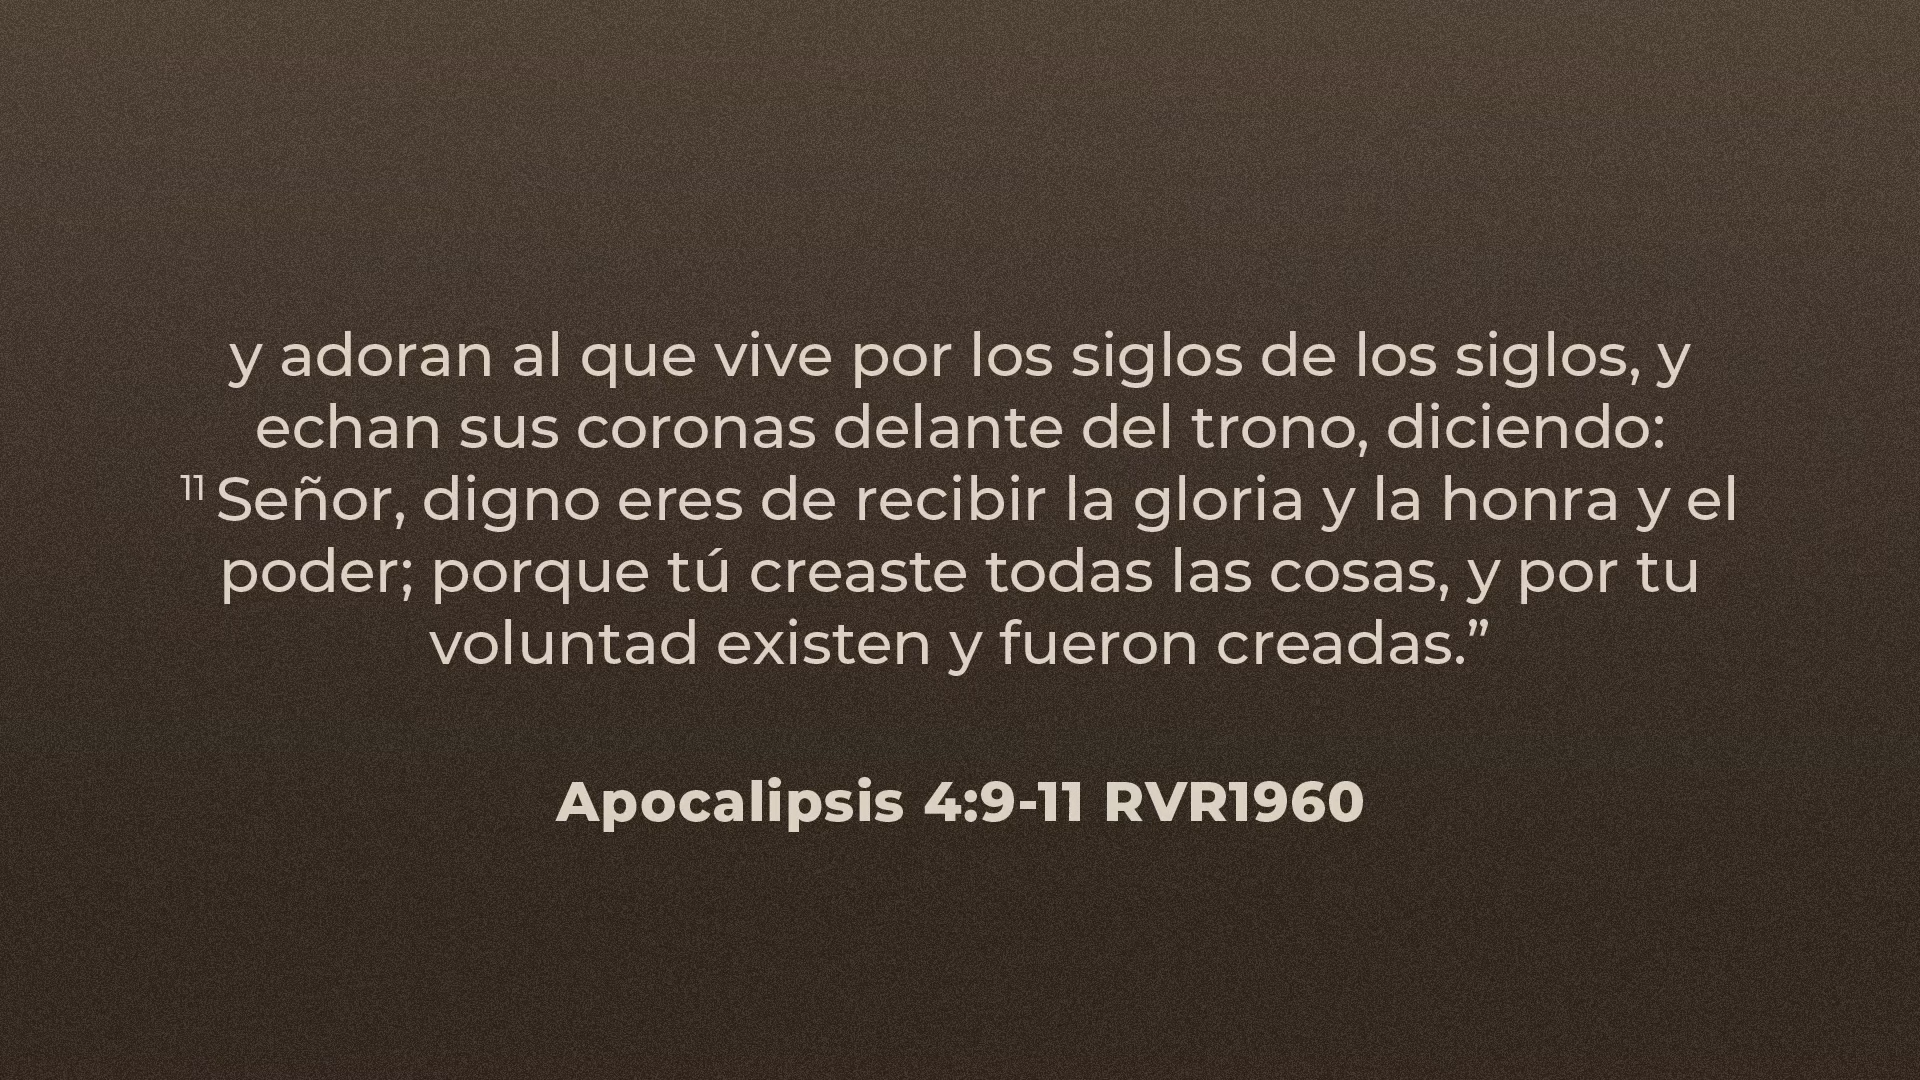 y adoran al que vive por los siglos de los siglos, y
echan sus coronas delante del trono, diciendo:
¹¹ Señor, digno eres de recibir la gloria y la honra y el
poder; porque tú creaste todas las cosas, y por tu
voluntad existen y fueron creadas.”
Apocalipsis 4:9-11 RVR1960